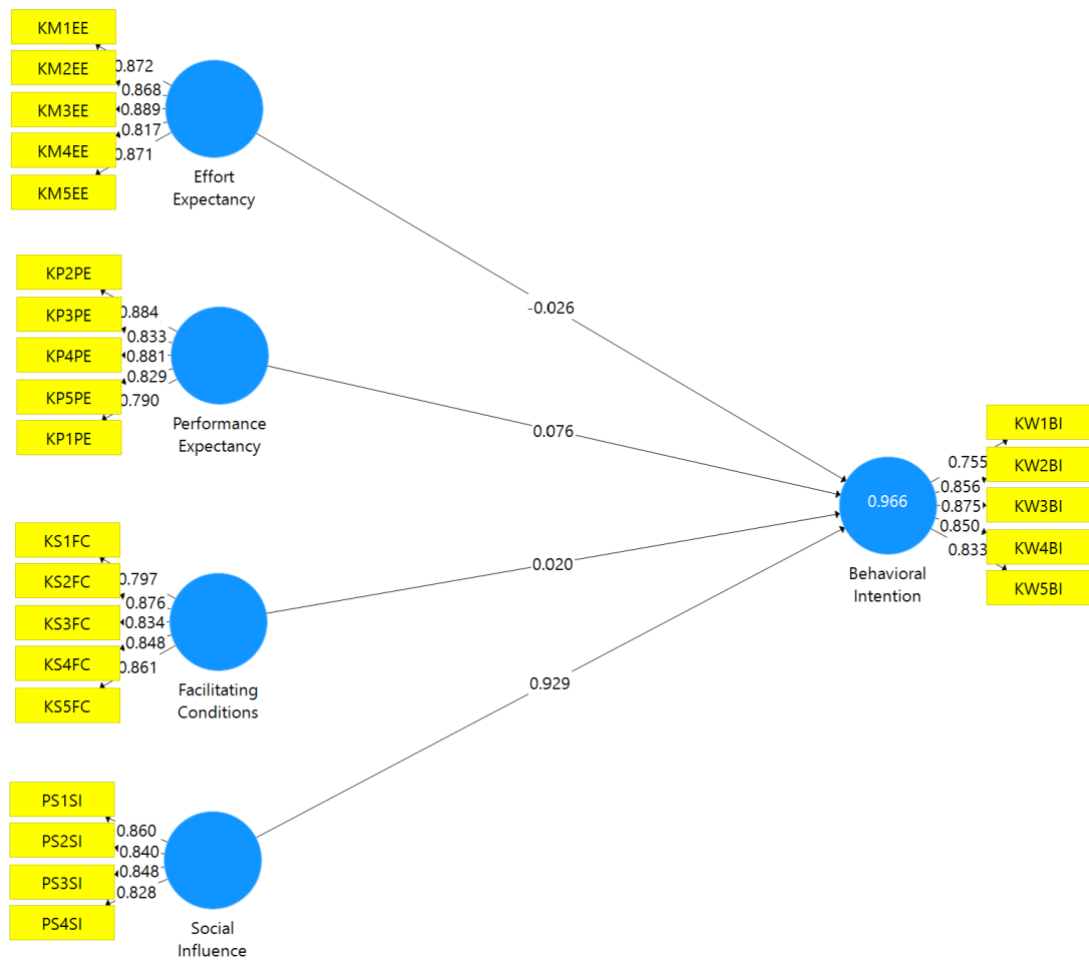 KM1EE
KM2EE
KM3EE
KM4EE
KM5EE
0.872
0.868
0.889
0.817
0.871
Effort
Expectancy
-0.026
KP2PE
KP3PE
KP4PE
KP5PE
KP1PE
0.884
0.833
0.881
0.829
0.790
Performance
Expectancy
0.076
KS1FC
KS2FC
KS3FC
KS4FC
KS5FC
0.797
0.876
0.834
0.848
0.861
Facilitating
Conditions
0.020
PS1SI
PS2SI
PS3SI
PS4SI
0.860
0.840
0.848
0.828
Social
Influence
0.929
0.966
Behavioral
Intention
0.755
0.856
0.875
0.850
0.833
KW1BI
KW2BI
KW3BI
KW4BI
KW5BI